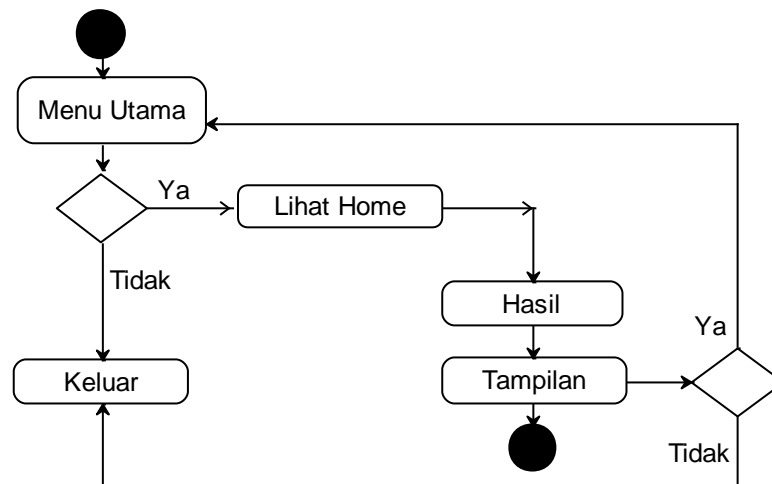 Menu Utama
Ya
Lihat Home
Tidak
Hasil
Ya
Keluar
Tampilan
Tidak